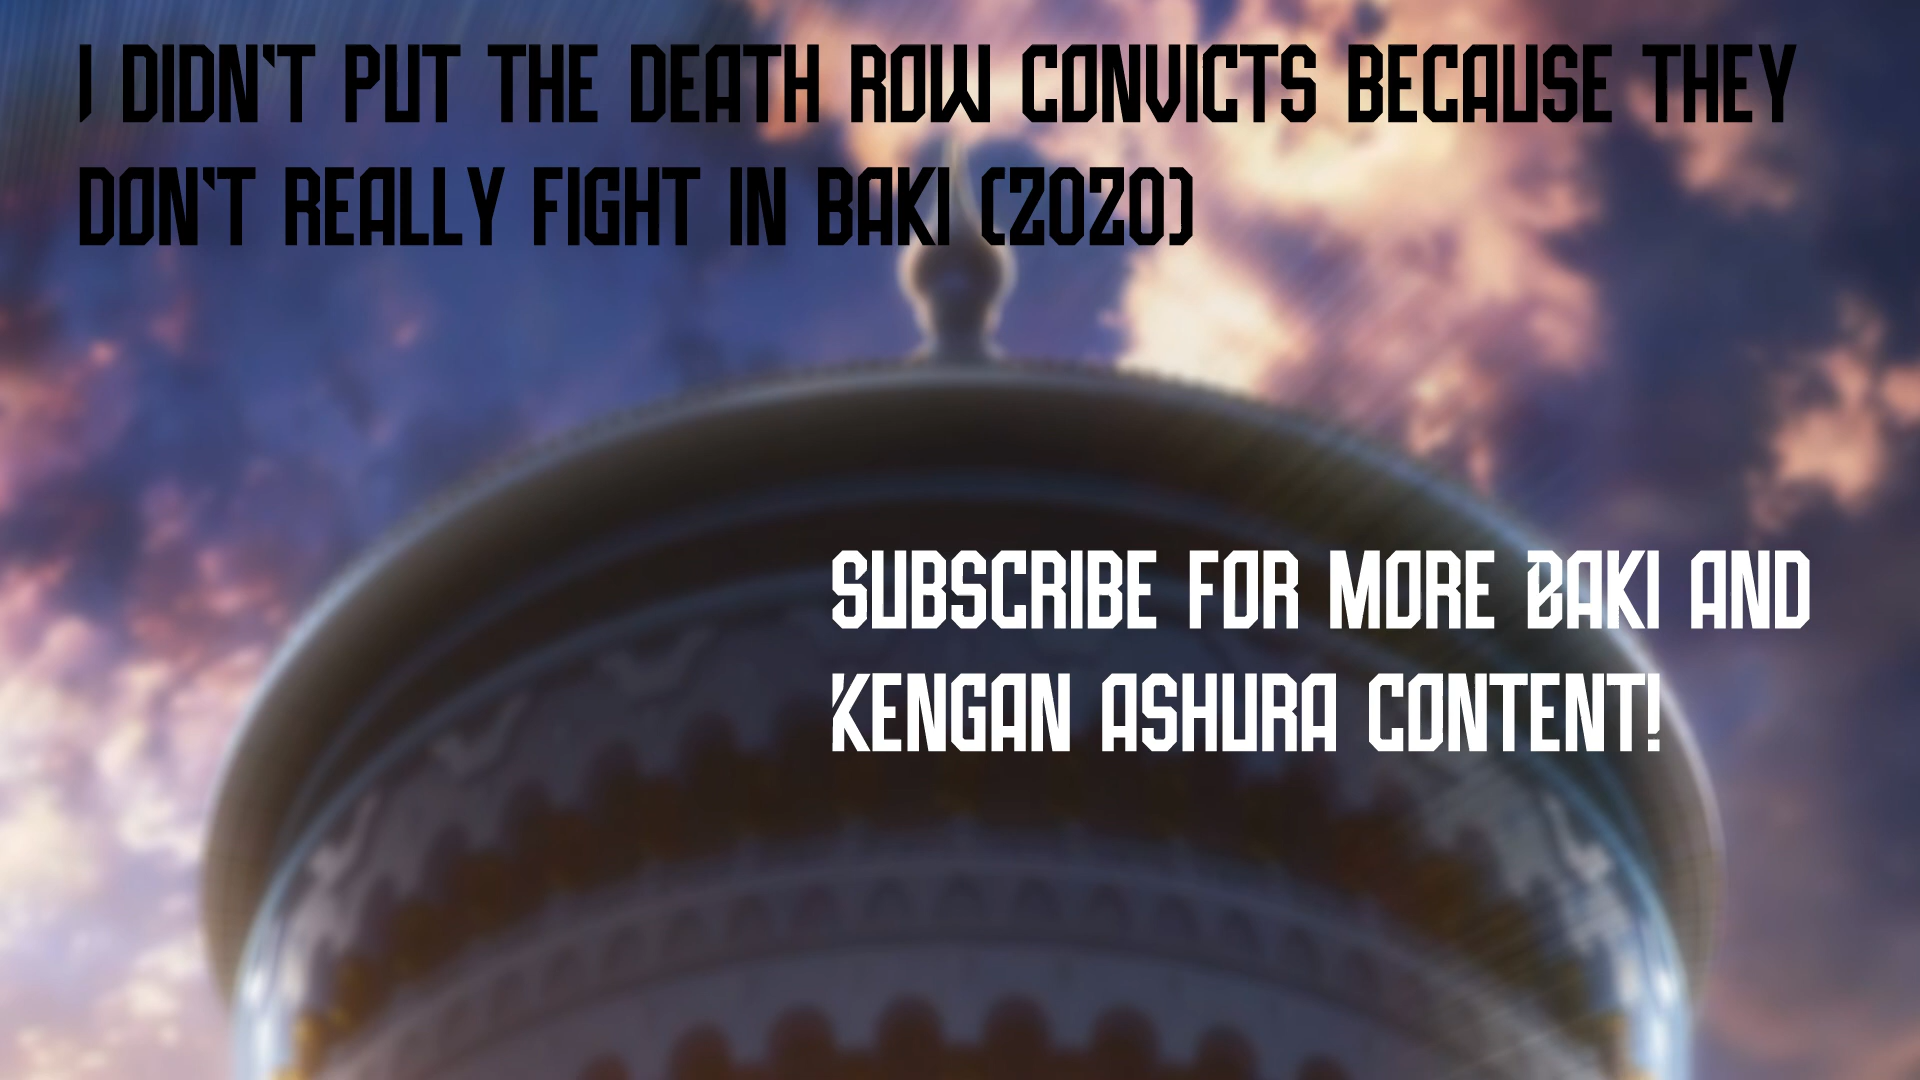 I DIDN'T PUT THE DEATH ROW CONVICTS BECAUSE THEY
DON'T REALLY FIGHT IN BAKI (2020)
SUBSCRIBE FOR MORE BAKI AND
KENGAN ASHURA CONTENT!